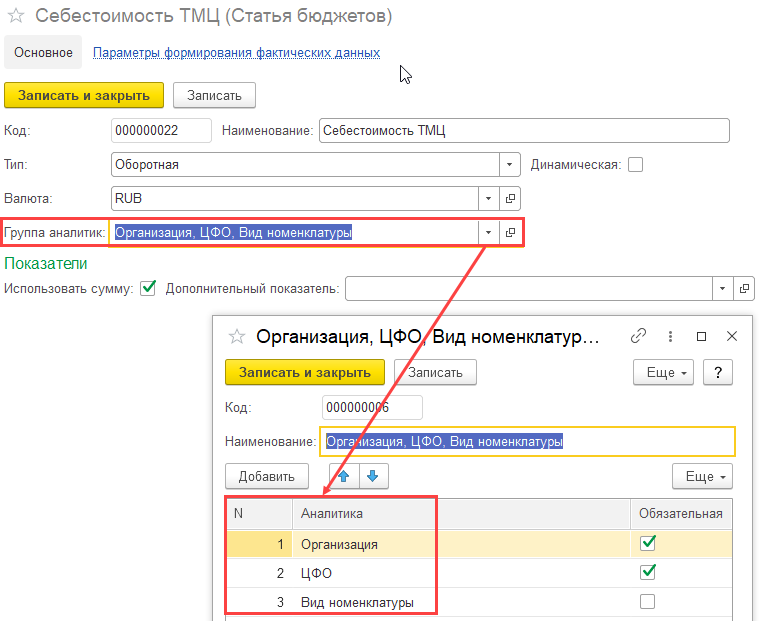 Себестоимость ТМЦ (Статья бюджетов)
Основное Параметры формирования фактических данных
Записать и закрыть Записать
Код: 000000022 Наименование: Себестоимость ТМЦ
Тип: Оборотная Динамическая:
Валюта: RUB
Группа аналитик: Организация, ЦФО, Вид номенклатуры
Показатели
Использовать сумму: Дополнительный показатель:
Организация, ЦФО, Вид номенклатур...
Записать и закрыть Записать Еще ?
Код: 000000006
Наименование: Организация, ЦФО, Вид номенклатуры
Добавить Еще
N Аналитика Обязательная
1 Организация
2 ЦФО
3 Вид номенклатуры